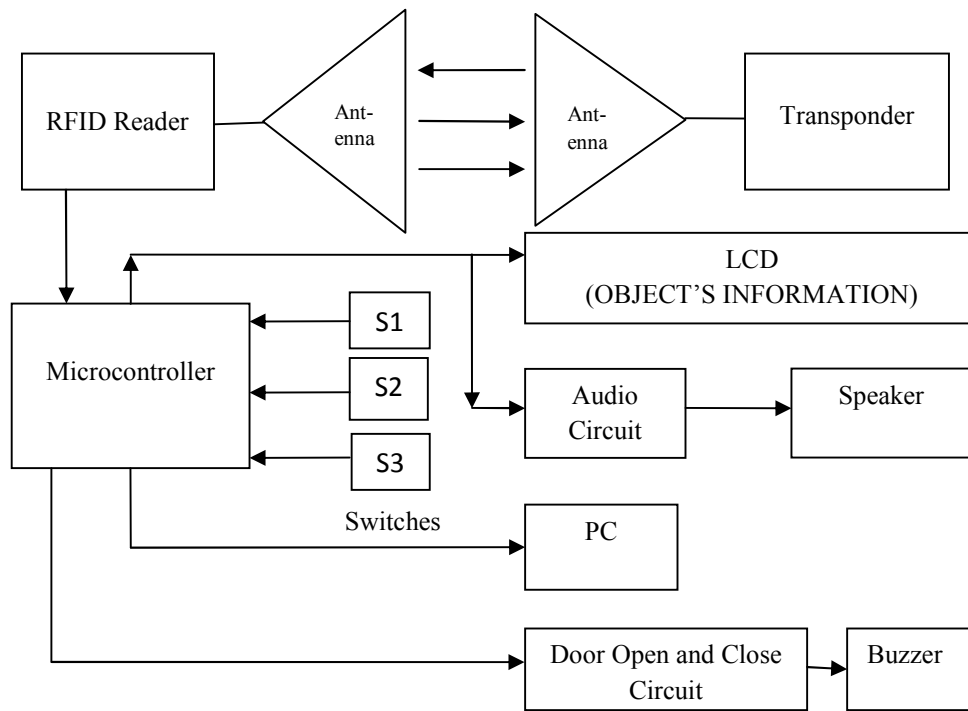 RFID Reader
Ant-
enna
Ant-
enna
Transponder
LCD
(OBJECT'S INFORMATION)
Microcontroller
S1
S2
S3
Switches
Audio
Circuit
Speaker
PC
Door Open and Close
Circuit
Buzzer